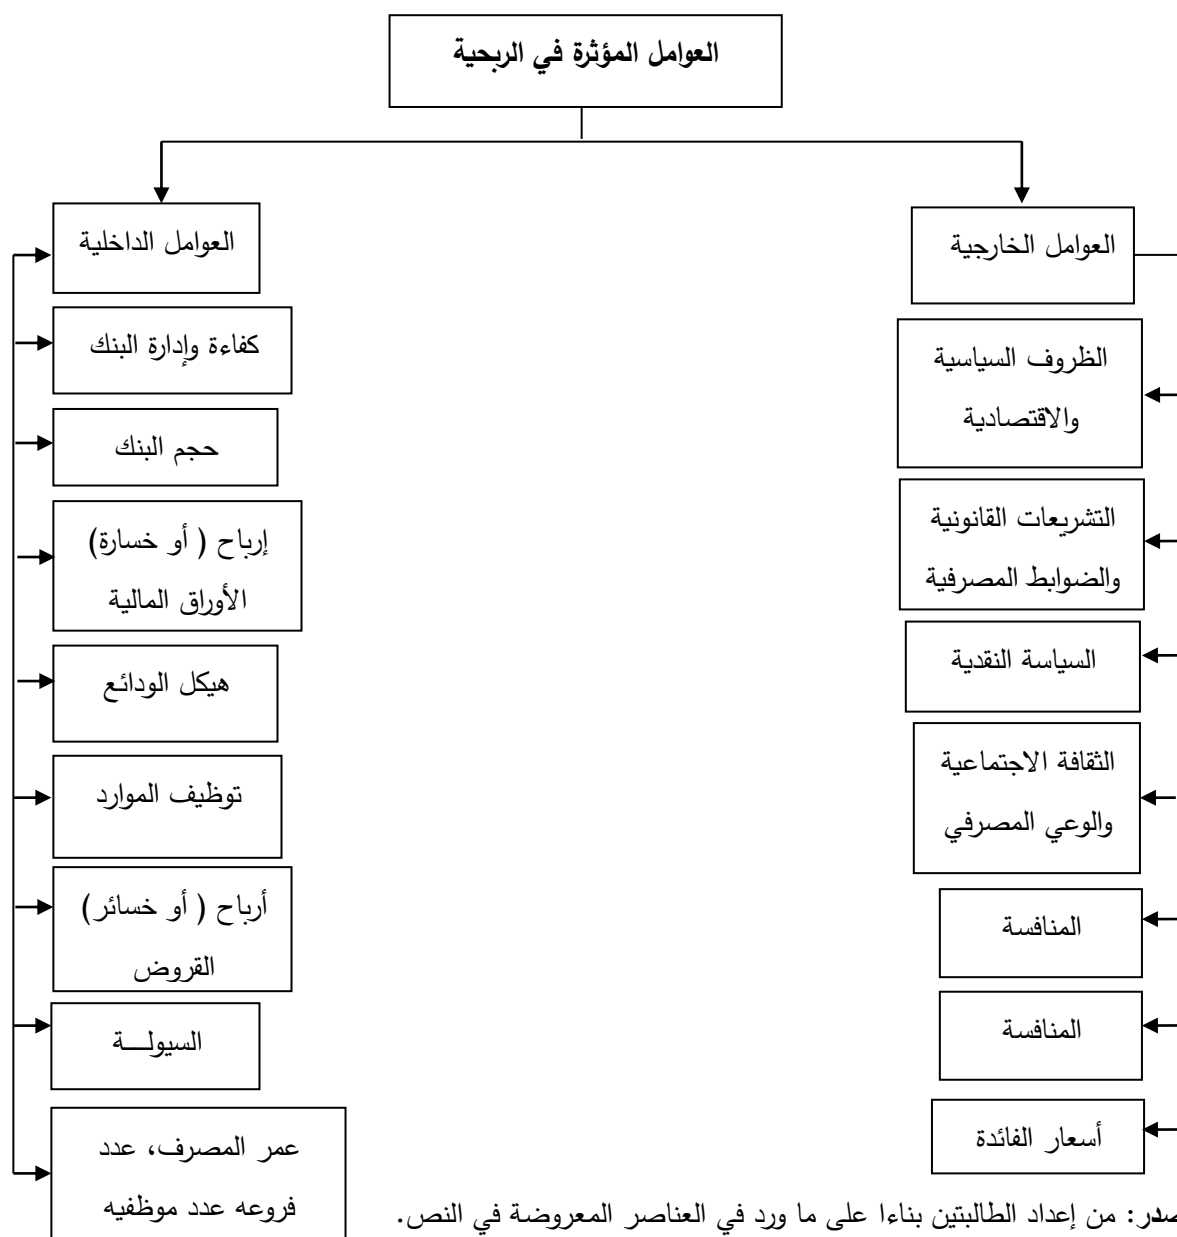 العوامل المؤثرة في الربحية
العوامل الخارجية
الظروف السياسية
والاقتصادية
التشريعات القانونية
والضوابط المصرفية
السياسة النقدية
الثقافة الاجتماعية
والوعي المصرفي
المنافسة
المنافسة
أسعار الفائدة
العوامل الداخلية
كفاءة وإدارة البنك
حجم البنك
إرباح ( أو خسارة)
الأوراق المالية
هيكل الودائع
توظيف الموارد
أرباح ( أو خسائر)
القروض
السيولـــة
عمر المصرف، عدد
فروعه عدد موظفيه
صدر: من إعداد الطالبتين بناءا على ما ورد في العناصر المعروضة في النص.